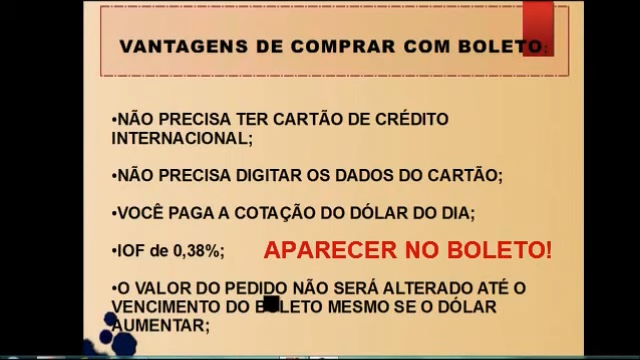 VANTAGENS DE COMPRAR COM BOLETO:
•NÃO PRECISA TER CARTÃO DE CRÉDITO
INTERNACIONAL;
•NÃO PRECISA DIGITAR OS DADOS DO CARTÃO;
•VOCÊ PAGA A COTAÇÃO DO DÓLAR DO DIA;
•IOF de 0,38%; APARECER NO BOLETO!
•O VALOR DO PEDIDO NÃO SERÁ ALTERADO ATÉ O
VENCIMENTO DO BOLETO MESMO SE O DÓLAR
AUMENTAR;